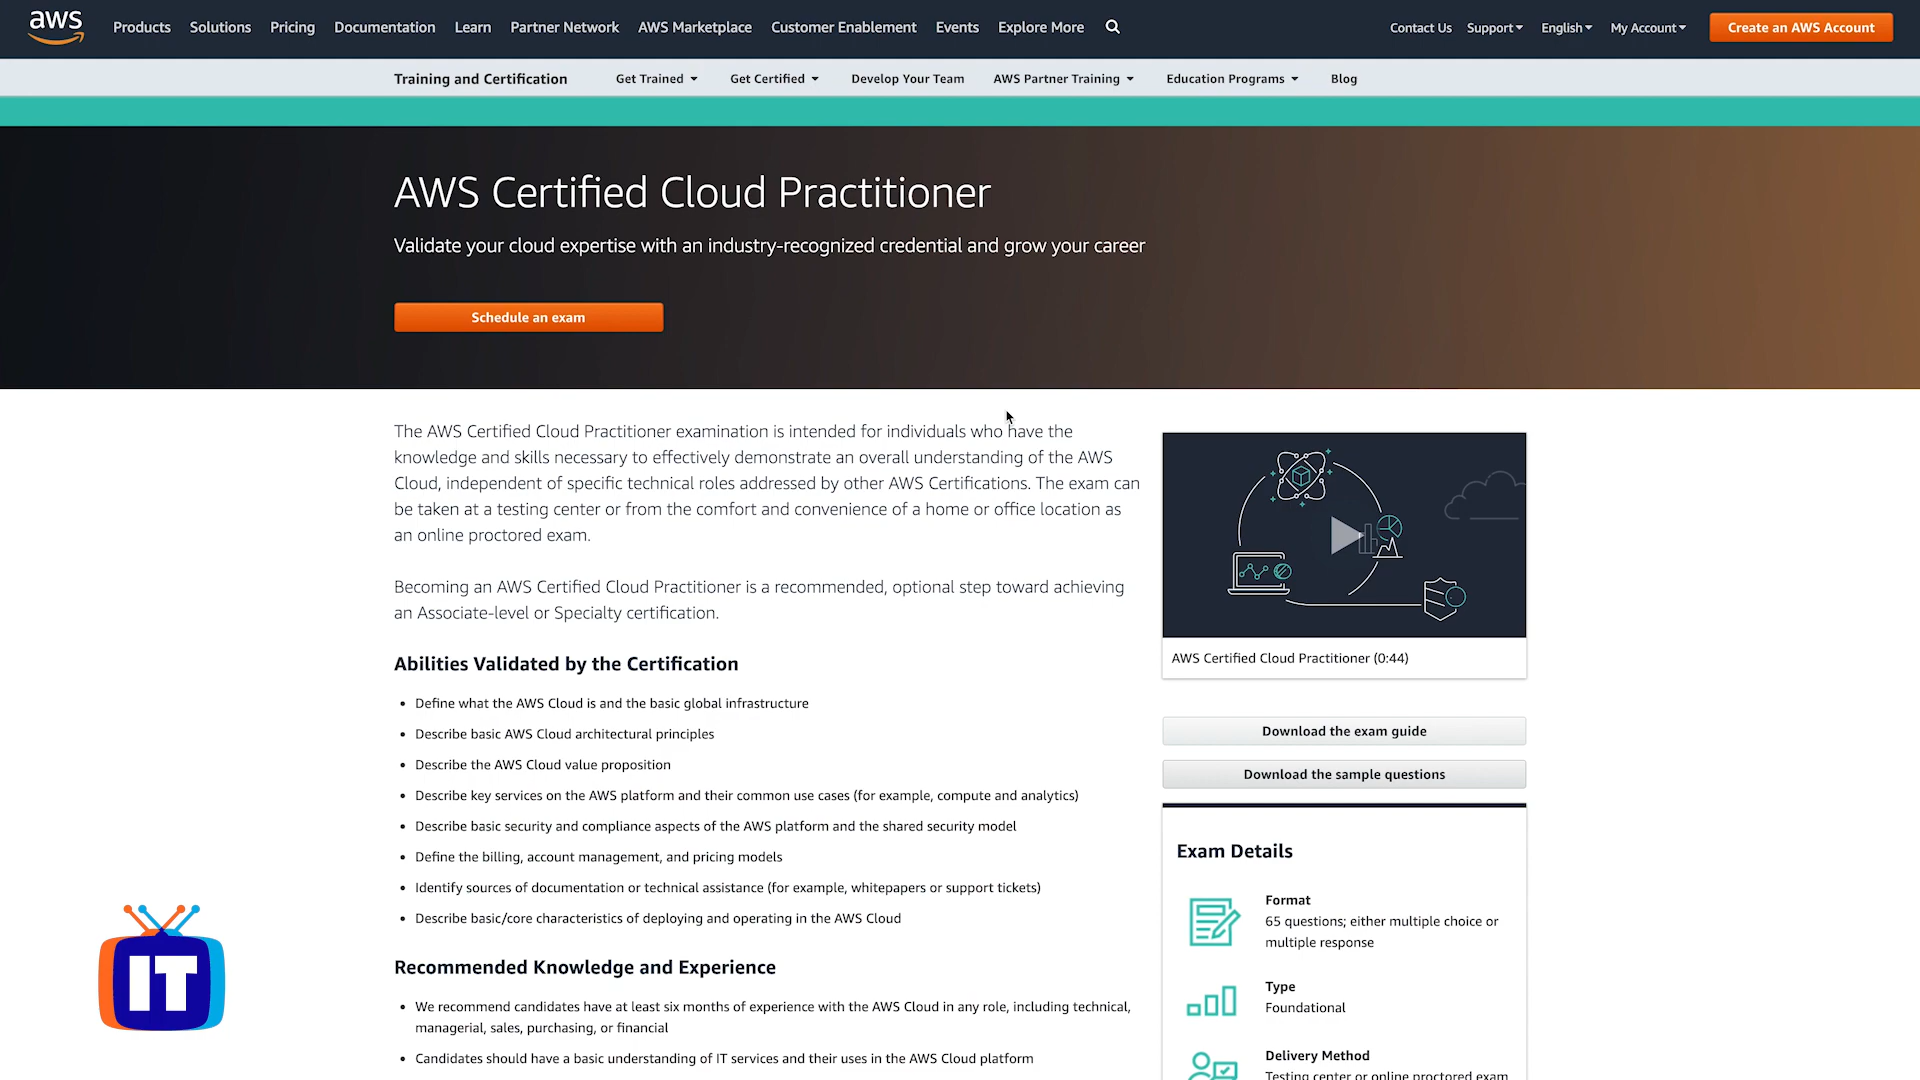 aws
Products Solutions Pricing Documentation Learn Partner Network AWS Marketplace Customer Enablement Events Explore More
Contact Us Support English My Account Create an AWS Account
Training and Certification Get Trained Get Certified Develop Your Team AWS Partner Training Education Programs Blog
AWS Certified Cloud Practitioner
Validate your cloud expertise with an industry-recognized credential and grow your career
Schedule an exam
The AWS Certified Cloud Practitioner examination is intended for individuals who have the
knowledge and skills necessary to effectively demonstrate an overall understanding of the AWS
Cloud, independent of specific technical roles addressed by other AWS Certifications. The exam can
be taken at a testing center or from the comfort and convenience of a home or office location as
an online proctored exam.
Becoming an AWS Certified Cloud Practitioner is a recommended, optional step toward achieving
an Associate-level or Specialty certification.
Abilities Validated by the Certification
• Define what the AWS Cloud is and the basic global infrastructure
• Describe basic AWS Cloud architectural principles
• Describe the AWS Cloud value proposition
• Describe key services on the AWS platform and their common use cases (for example, compute and analytics)
• Describe basic security and compliance aspects of the AWS platform and the shared security model
• Define the billing, account management, and pricing models
• Identify sources of documentation or technical assistance (for example, whitepapers or support tickets)
• Describe basic/core characteristics of deploying and operating in the AWS Cloud
Recommended Knowledge and Experience
• We recommend candidates have at least six months of experience with the AWS Cloud in any role, including technical,
managerial, sales, purchasing, or financial
• Candidates should have a basic understanding of IT services and their uses in the AWS Cloud platform
AWS Certified Cloud Practitioner (0:44)
Download the exam guide
Download the sample questions
Exam Details
Format
65 questions; either multiple choice or
multiple response
Type
Foundational
Delivery Method
Testing center or online proctored exam
IT